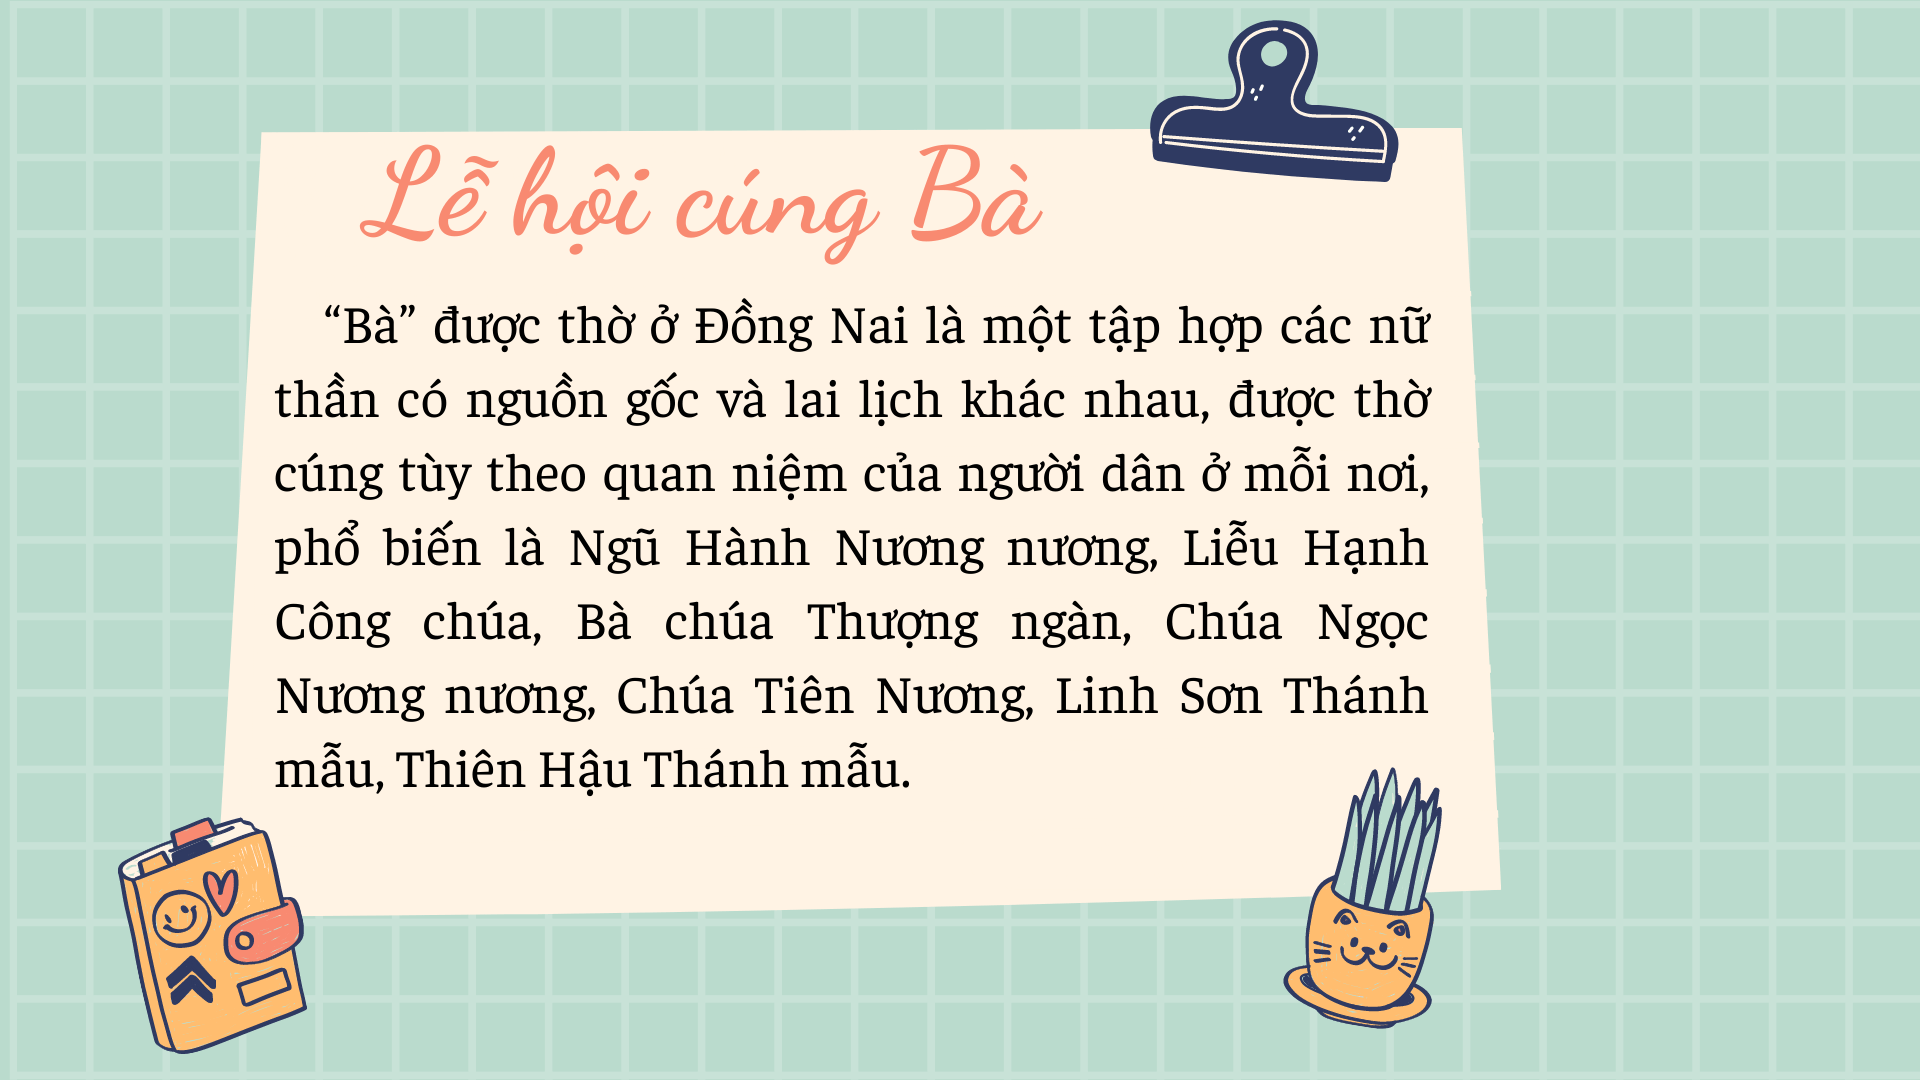 Lễ hội cúng Bà
“Bà” được thờ ở Đồng Nai là một tập hợp các nữ
thần có nguồn gốc và lai lịch khác nhau, được thờ
cúng tùy theo quan niệm của người dân ở mỗi nơi,
phổ biến là Ngũ Hành Nương nương, Liễu Hạnh
Công chúa, Bà chúa Thượng ngàn, Chúa Ngọc
Nương nương, Chúa Tiên Nương, Linh Sơn Thánh
mẫu, Thiên Hậu Thánh mẫu.